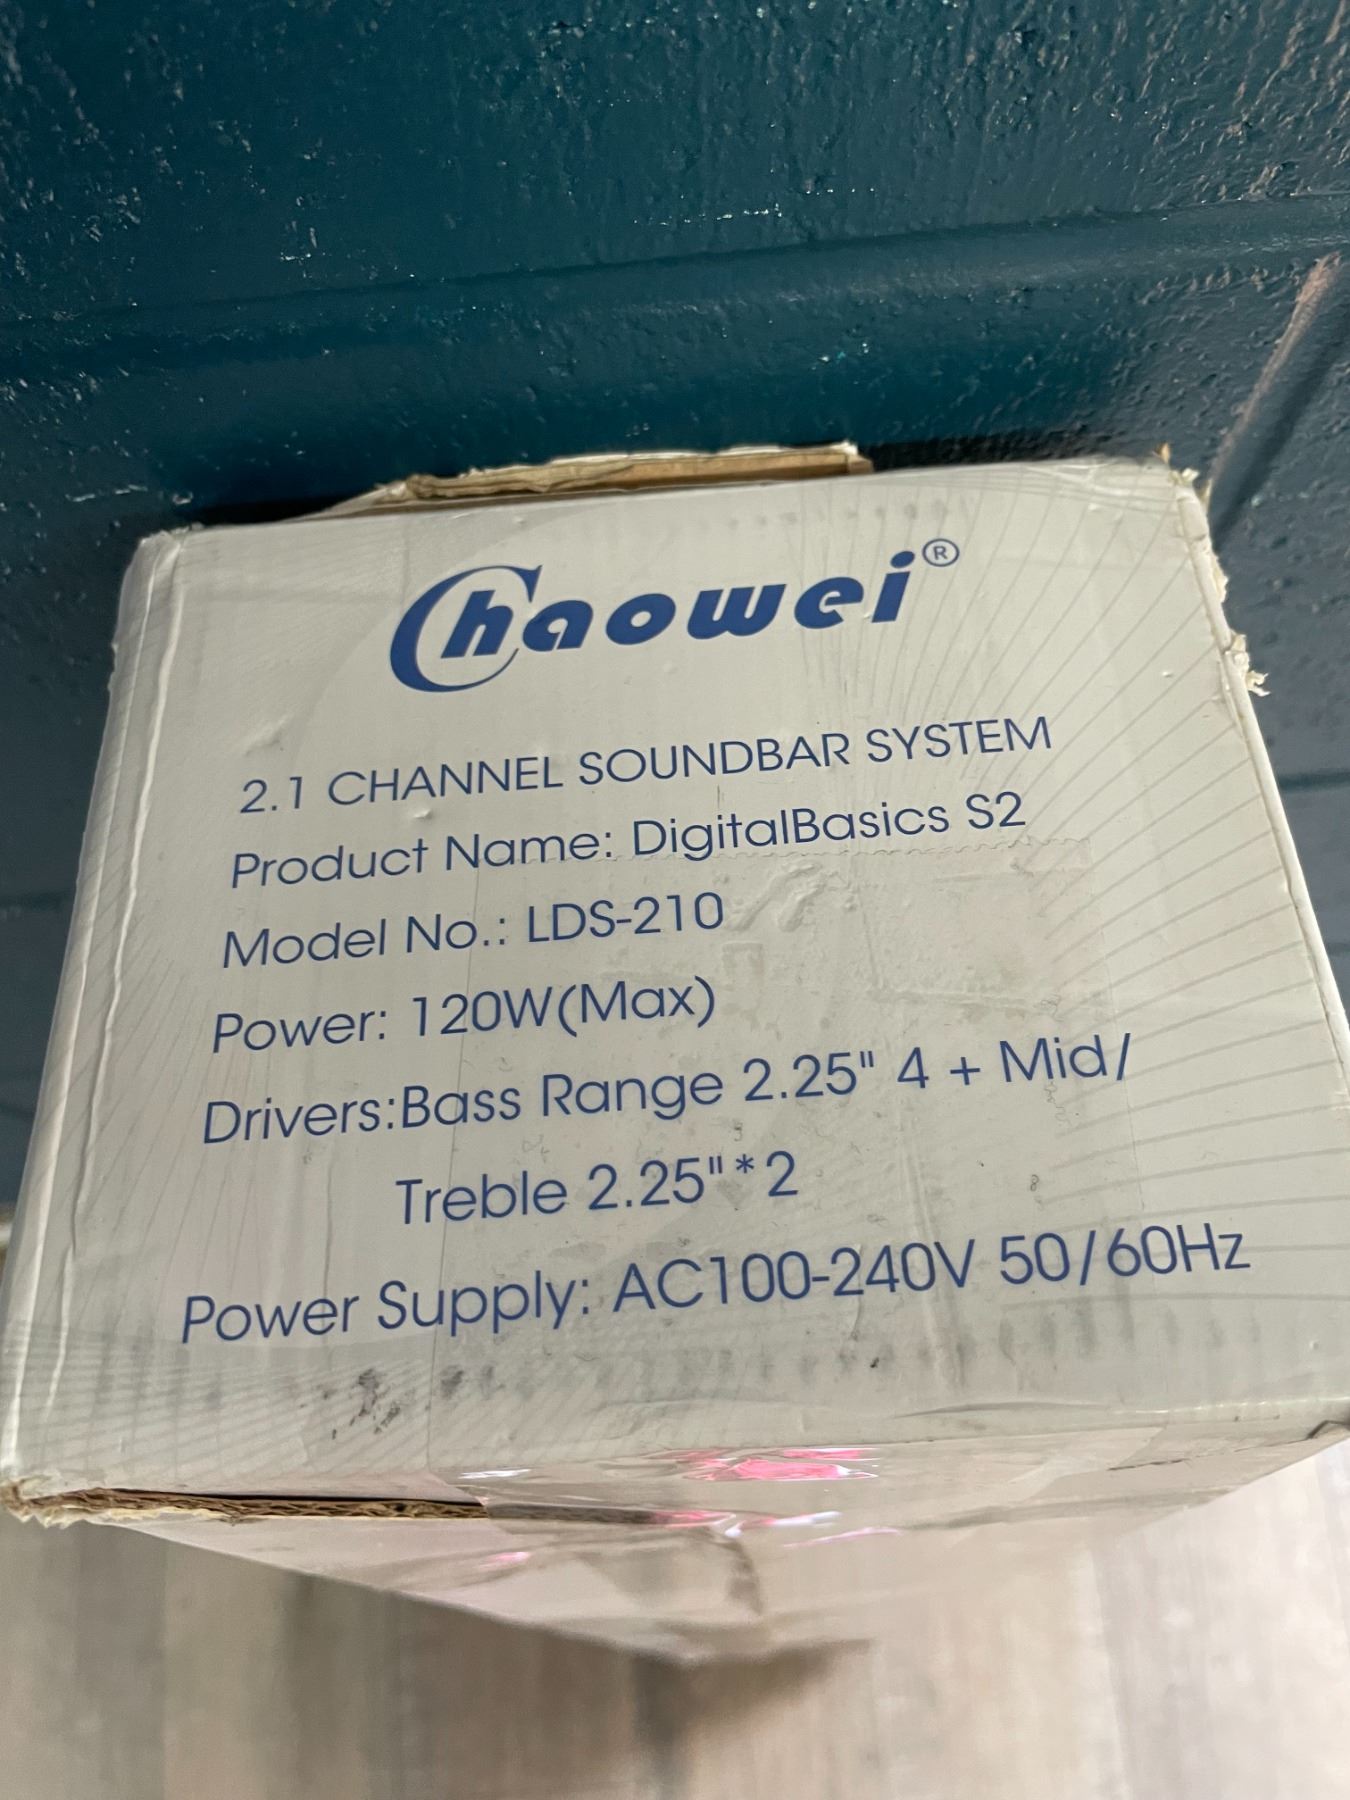 Chaowei®
2.1 CHANNEL SOUNDBAR SYSTEM
Product Name: DigitalBasics S2
Model No.: LDS-210
Power: 120W(Max)
Drivers:Bass Range 2.25" 4 + Mid/
Treble 2.25"*2
Power Supply: AC100-240V 50/60Hz